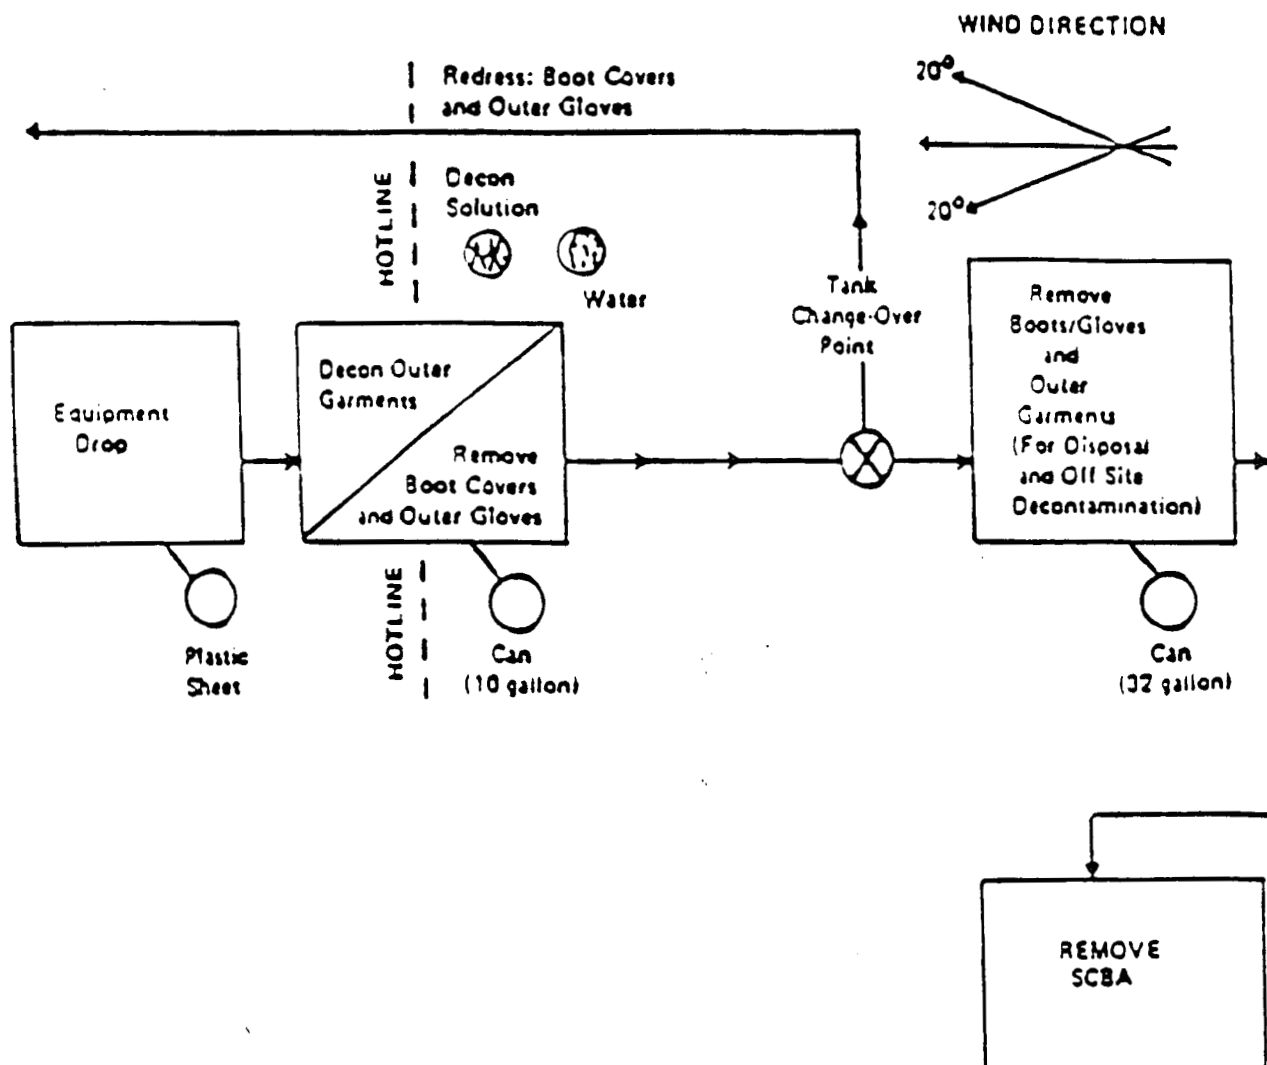 WIND DIRECTION
Redress: Boot Covers
and Outer Gloves
20°
20°
HOTLINE
Decon
Solution
Water
Tank
Change-Over
Point
Equipment
Drop
Decon Outer
Garments
Remove
Boot Covers
and Outer Gloves
Remove
Boots/Gloves
and
Outer
Garments
(For Disposal
and Off Site
Decontamination)
Plastic
Sheet
HOTLINE
Can
(10 gallon)
Can
(32 gallon)
REMOVE
SCBA